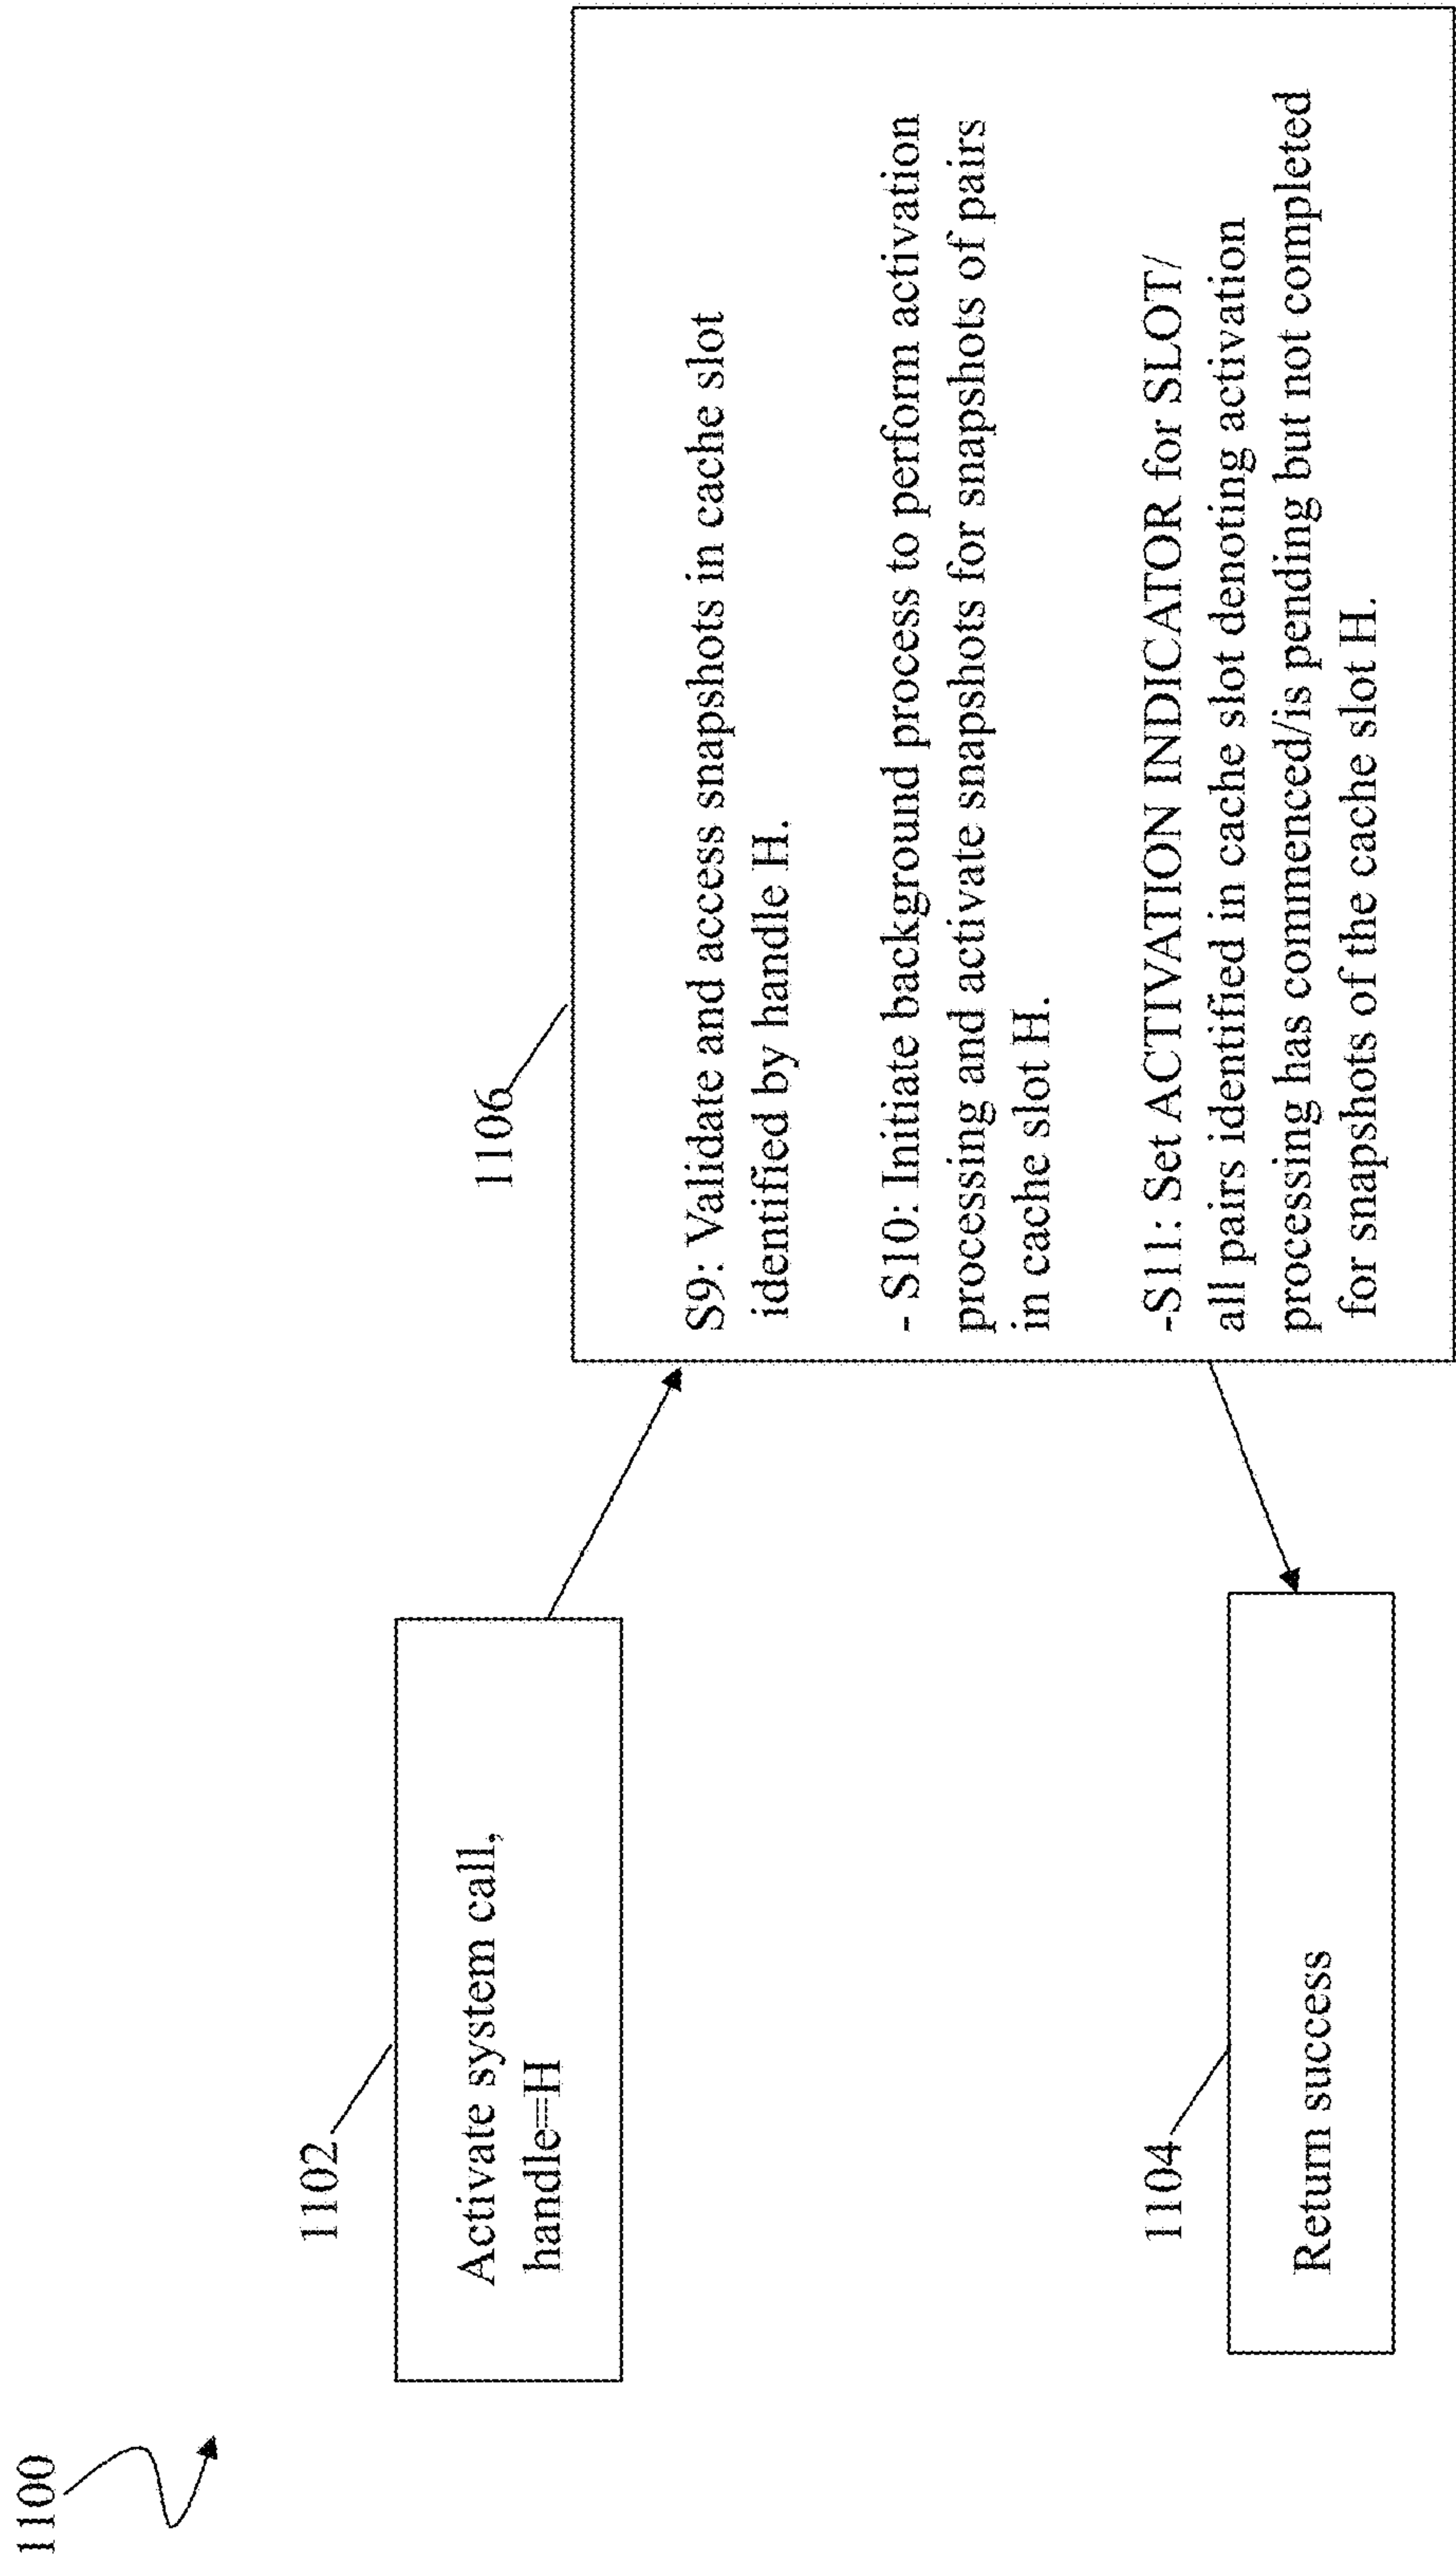 1100
1102
Activate system call,
handle=H
1104
Return success
1106
S9: Validate and access snapshots in cache slot
identified by handle H.
- S10: Initiate background process to perform activation
processing and activate snapshots for snapshots of pairs
in cache slot H.
-S11: Set ACTIVATION INDICATOR for SLOT/
all pairs identified in cache slot denoting activation
processing has commenced/is pending but not completed
for snapshots of the cache slot H.